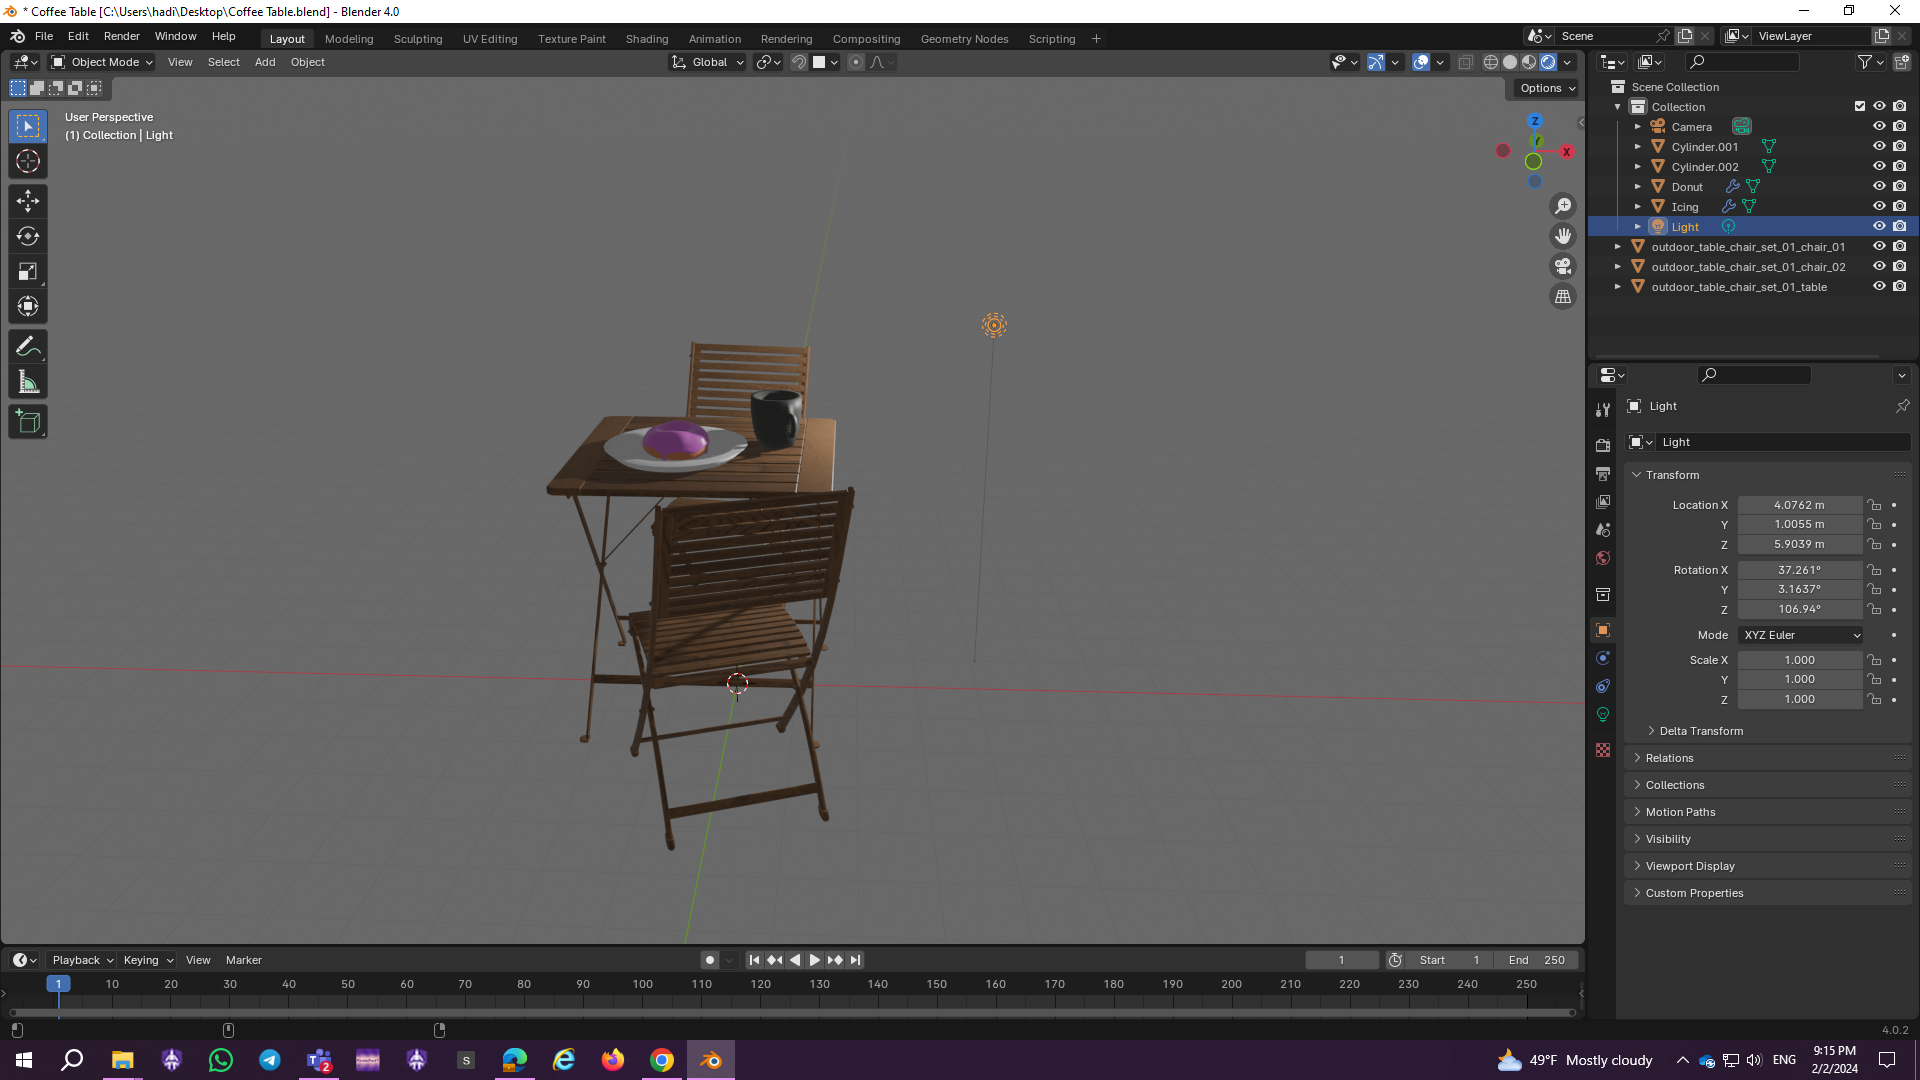 * Coffee Table [C:\Users\hadi\Desktop\Coffee Table.blend] - Blender 4.0
File Edit Render Window Help
Layout Modeling Sculpting UV Editing Texture Paint Shading Animation Rendering Compositing Geometry Nodes Scripting +
Scene
ViewLayer
Object Mode View Select Add Object
Global
Options
User Perspective
(1) Collection | Light
Z
Y
X
Scene Collection
Collection
Camera
Cylinder.001
Cylinder.002
Donut
Icing
Light
outdoor_table_chair_set_01_chair_01
outdoor_table_chair_set_01_chair_02
outdoor_table_chair_set_01_table
Light
Light
Transform
Location X 4.0762 m
Y 1.0055 m
Z 5.9039 m
Rotation X 37.261°
Y 3.1637°
Z 106.94°
Mode XYZ Euler
Scale X 1.000
Y 1.000
Z 1.000
Delta Transform
Relations
Collections
Motion Paths
Visibility
Viewport Display
Custom Properties
Playback Keying View Marker
1
Start 1
End 250
1 10 20 30 40 50 60 70 80 90 100 110 120 130 140 150 160 170 180 190 200 210 220 230 240 250
4.0.2
2
S
49°F Mostly cloudy
ENG
9:15 PM
2/2/2024